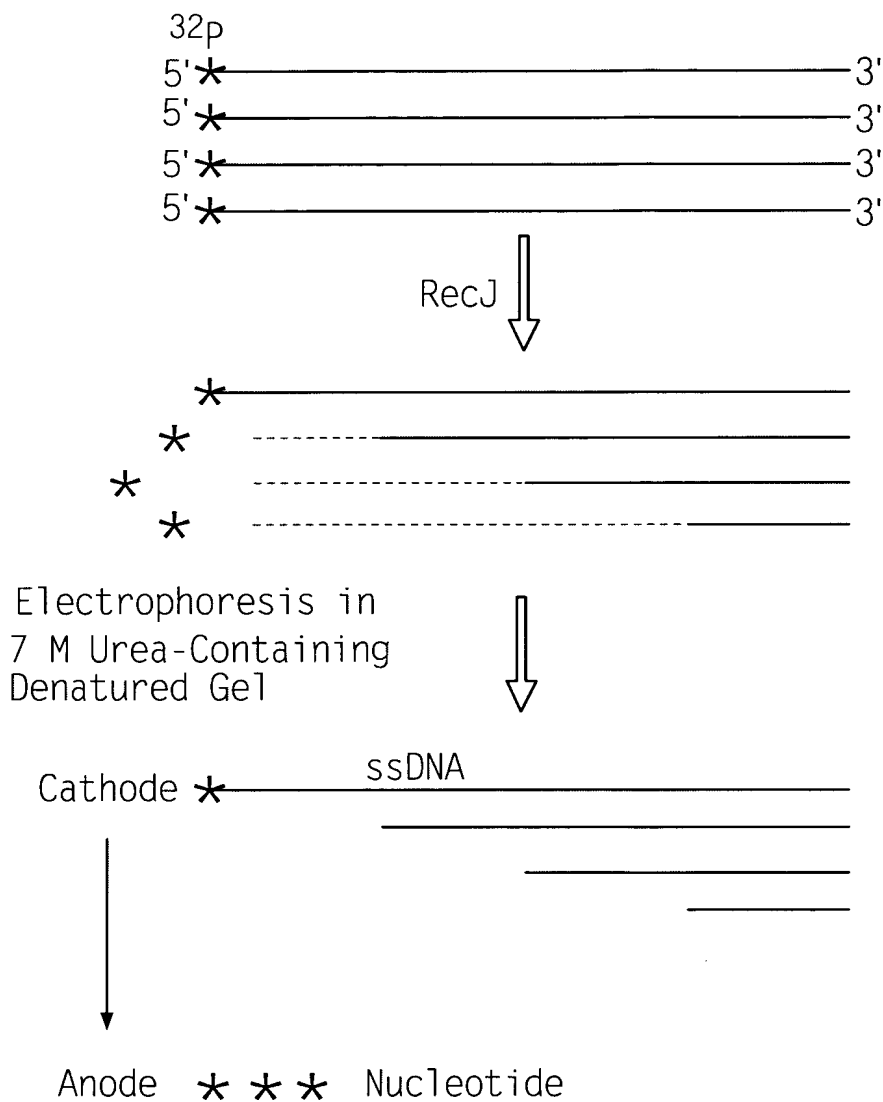 32p
5' * 3'
5' * 3'
5' * 3'
5' * 3'
RecJ
*
*
*
*
Electrophoresis in
7 M Urea-Containing
Denatured Gel
ssDNA
Cathode *
Anode * * * Nucleotide